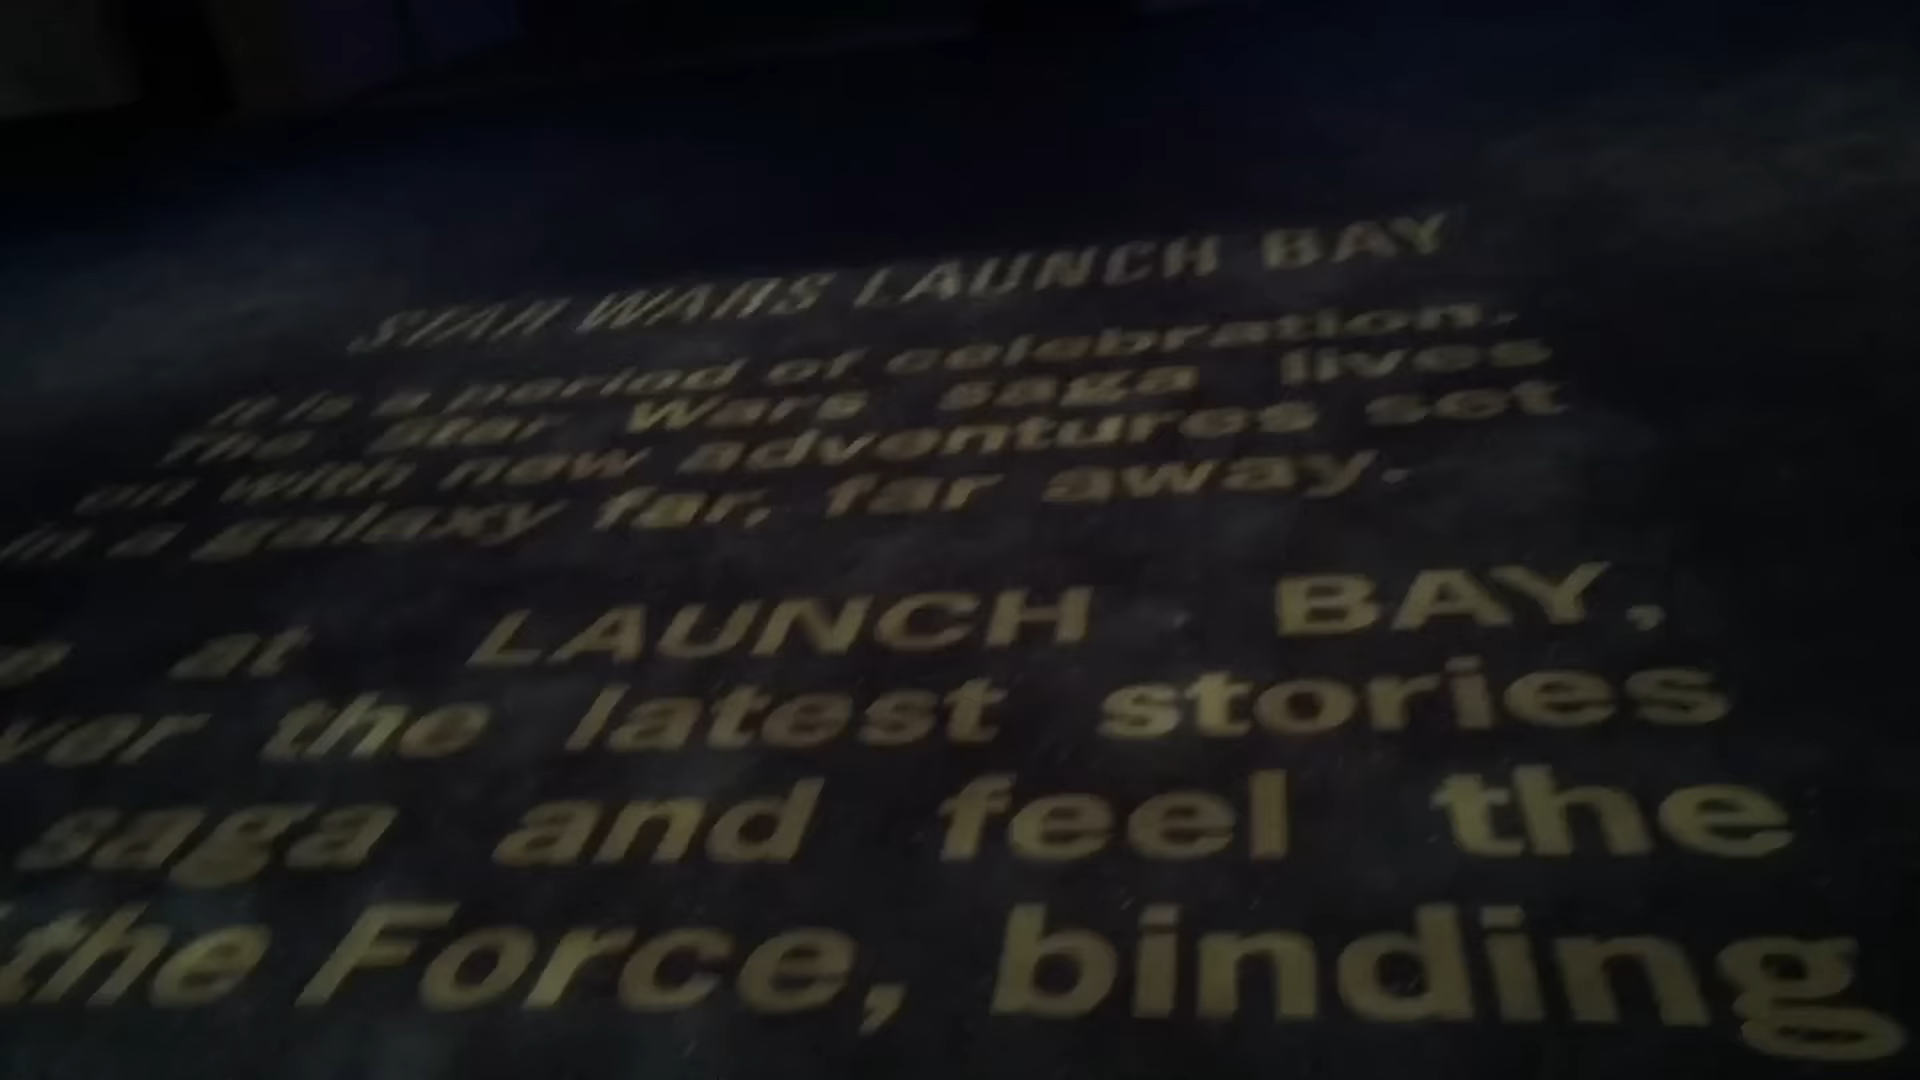 STAR WARS LAUNCH BAY
It is a period of celebration.
The Star Wars saga lives
on with new adventures set
in a galaxy far, far away.
at LAUNCH BAY,
the latest stories
saga and feel the
the Force, binding